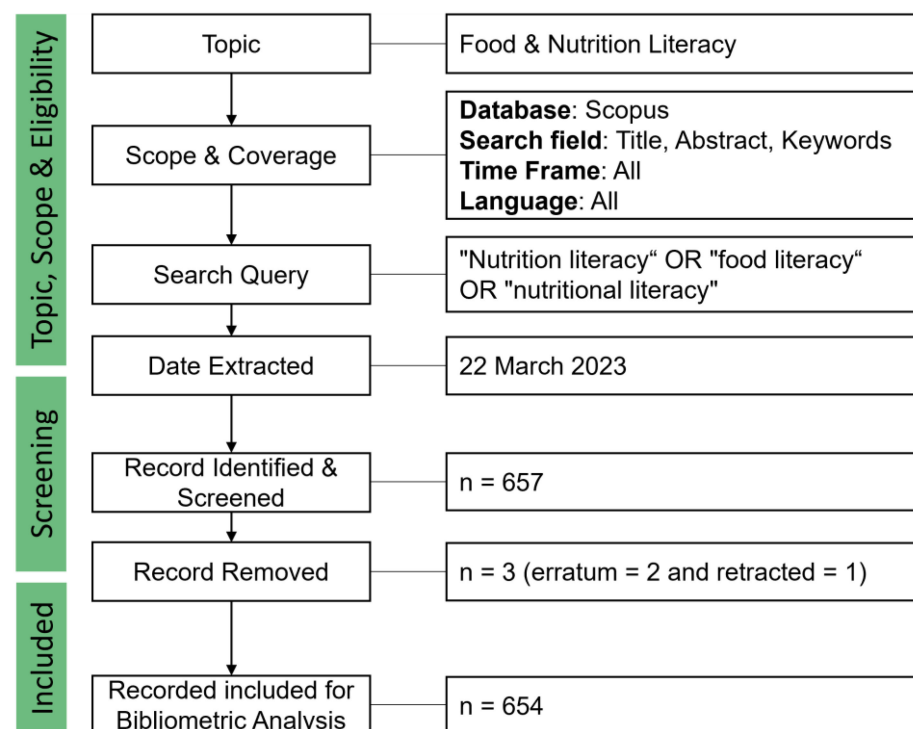 Topic, Scope & Eligibility
Topic
Food & Nutrition Literacy
Scope & Coverage
Database: Scopus
Search field: Title, Abstract, Keywords
Time Frame: All
Language: All
Search Query
"Nutrition literacy“ OR "food literacy“
OR "nutritional literacy"
Date Extracted
22 March 2023
Screening
Record Identified &
Screened
n = 657
Record Removed
n = 3 (erratum = 2 and retracted = 1)
Included
Recorded included for
Bibliometric Analysis
n = 654